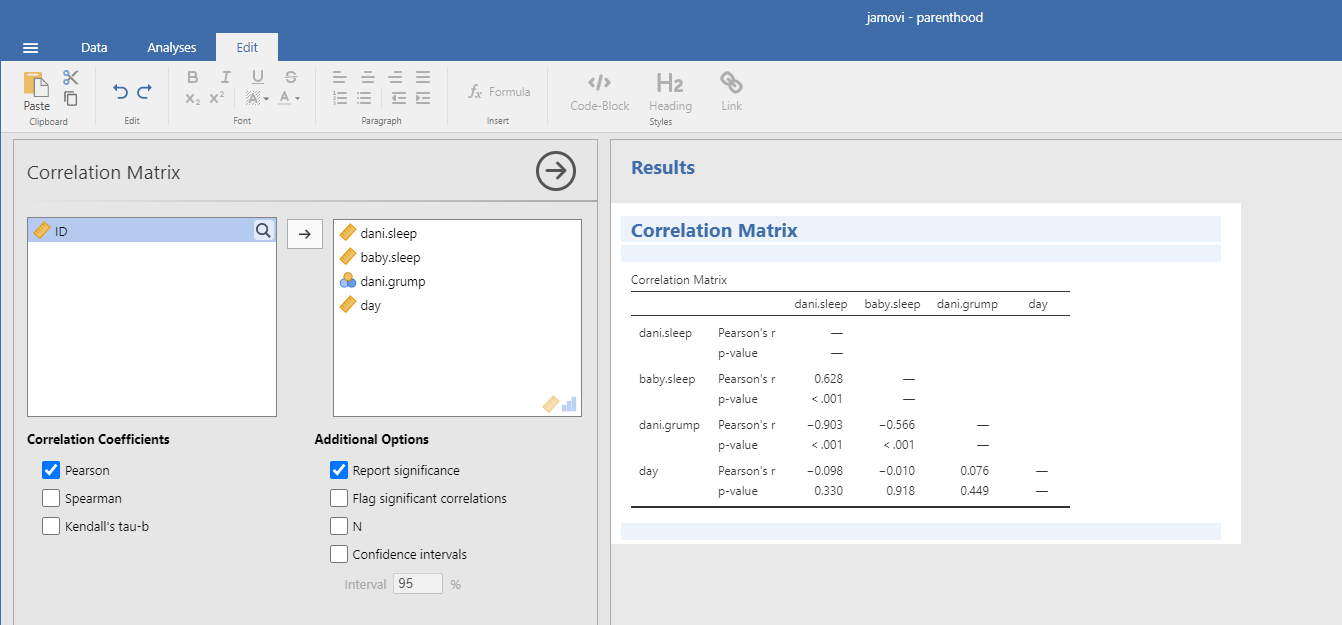 jamovi - parenthood
Data Analyses Edit
B I U S
Paste X₂ X² A A fx Formula </> Code-Block H2 Heading Link
Clipboard Edit Font Paragraph Insert Styles
Correlation Matrix
ID
dani.sleep
baby.sleep
dani.grump
day
Correlation Coefficients
Pearson
Spearman
Kendall's tau-b
Additional Options
Report significance
Flag significant correlations
N
Confidence intervals
Interval 95 %
Results
Correlation Matrix
Correlation Matrix
dani.sleep baby.sleep dani.grump day
dani.sleep Pearson's r —
p-value —
baby.sleep Pearson's r 0.628 —
p-value < .001 —
dani.grump Pearson's r −0.903 −0.566 —
p-value < .001 < .001 —
day Pearson's r −0.098 −0.010 0.076 —
p-value 0.330 0.918 0.449 —